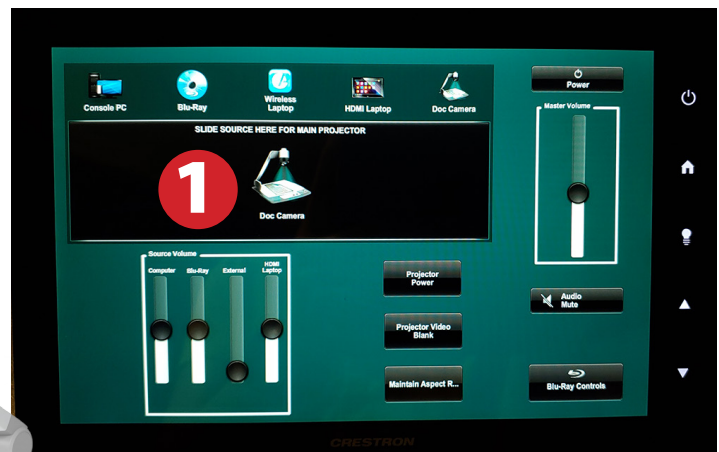 Console PC
Blu-Ray
Wireless
Laptop
HDMI Laptop
Doc Camera
Power
Master Volume
SLIDE SOURCE HERE FOR MAIN PROJECTOR
1
Doc Camera
Source Volume
Computer
Blu-Ray
External
HDMI
Laptop
Projector
Power
Projector Video
Blank
Maintain Aspect R...
Audio
Mute
Blu-Ray Controls
CRESTRON